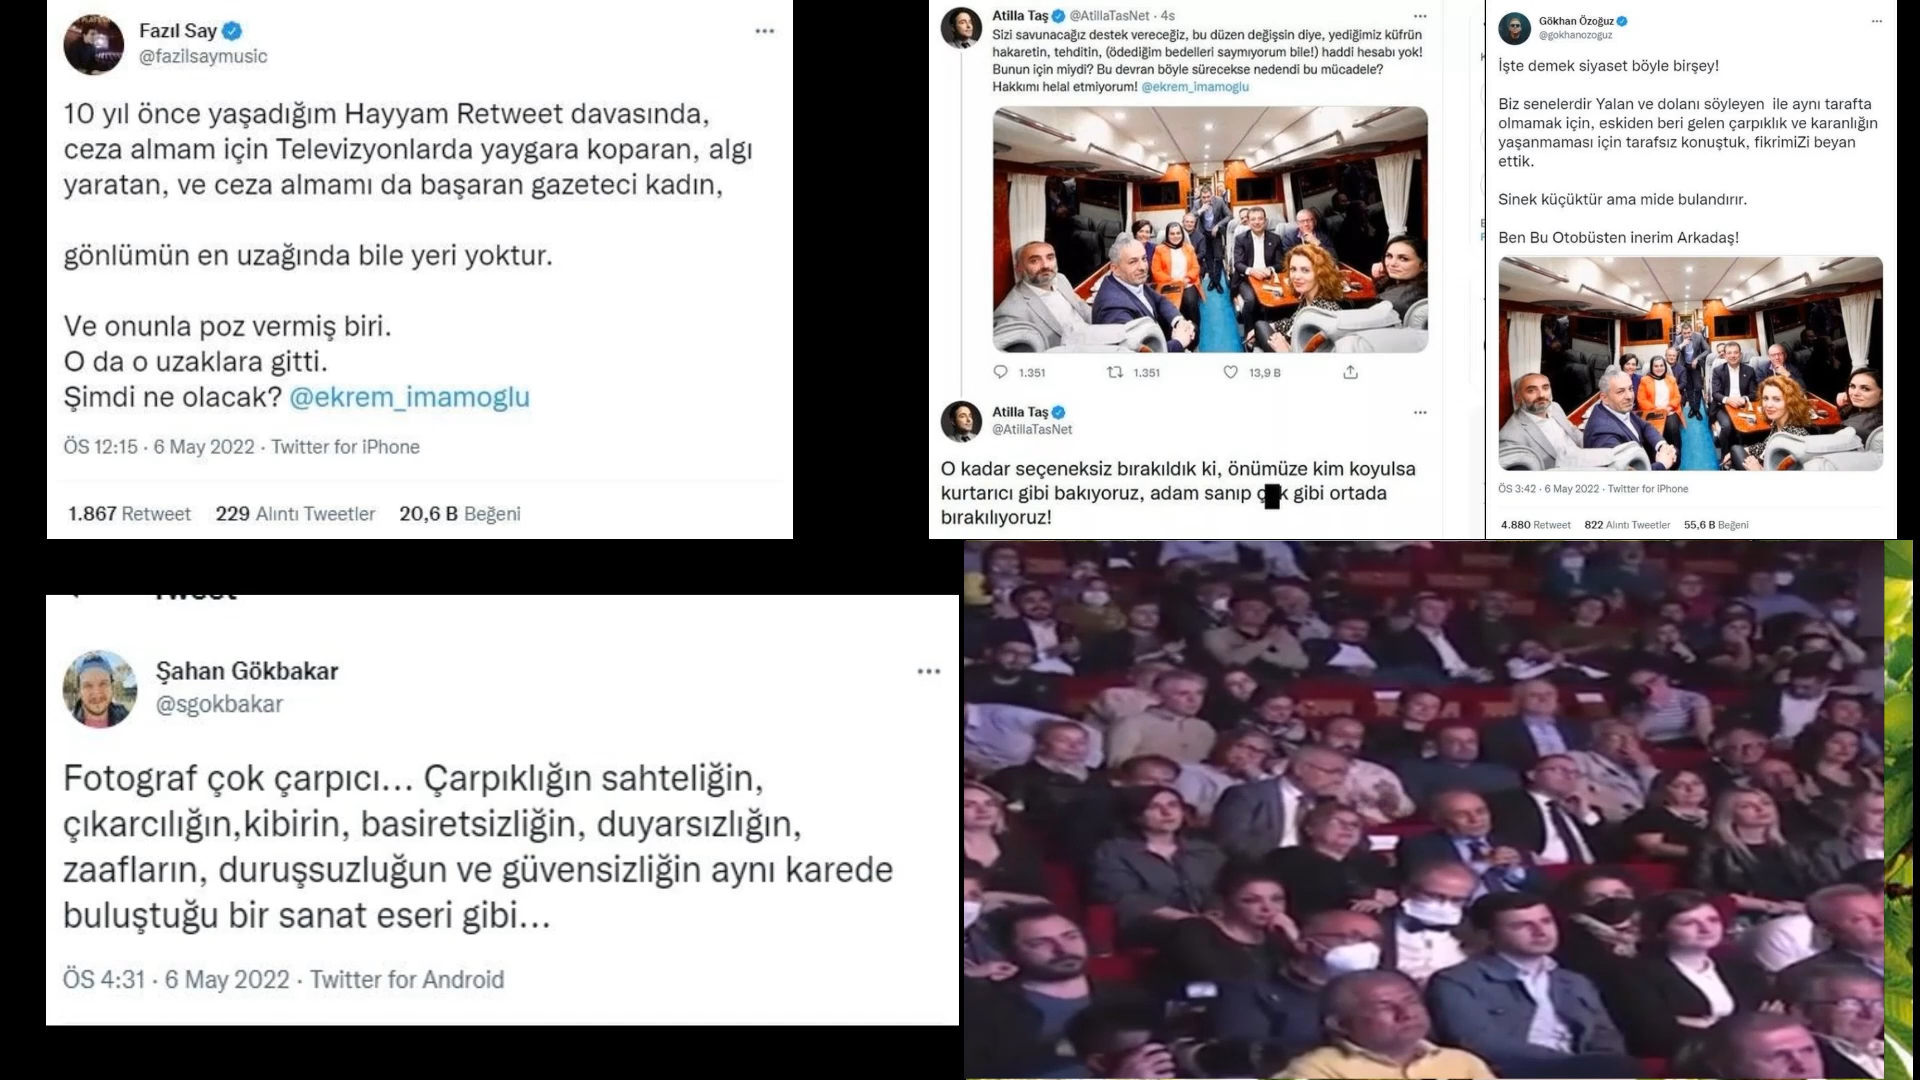 Fazıl Say
@fazilsaymusic
10 yıl önce yaşadığım Hayyam Retweet davasında,
ceza almam için Televizyonlarda yaygara koparan, algı
yaratan, ve ceza almamı da başaran gazeteci kadın,
gönlümün en uzağında bile yeri yoktur.
Ve onunla poz vermiş biri.
O da o uzaklara gitti.
Şimdi ne olacak? @ekrem_imamoglu
ÖS 12:15 · 6 May 2022 · Twitter for iPhone
1.867 Retweet 229 Alıntı Tweetler 20,6 B Beğeni
Atilla Taş @AtillaTasNet · 4s
Sizi savunacağız destek vereceğiz, bu düzen değişsin diye, yediğimiz küfrün
hakaretin, tehditin, (ödediğim bedelleri saymıyorum bile!) haddi hesabı yok!
Bunun için miydi? Bu devran böyle sürecekse nedendi bu mücadele?
Hakkımı helal etmiyorum! @ekrem_imamoglu
1.351 1.351 13,9 B
Atilla Taş
@AtillaTasNet
O kadar seçeneksiz bırakıldık ki, önümüze kim koyulsa
kurtarıcı gibi bakıyoruz, adam sanıp gibi ortada
bırakılıyoruz!
Gökhan Özoğuz
@gokhanozoguz
İşte demek siyaset böyle birşey!
Biz senelerdir Yalan ve dolanı söyleyen ile aynı tarafta
olmamak için, eskiden beri gelen çarpıklık ve karanlığın
yaşanmaması için tarafsız konuştuk, fikrimiZi beyan
ettik.
Sinek küçüktür ama mide bulandırır.
Ben Bu Otobüsten inerim Arkadaş!
ÖS 3:42 · 6 May 2022 · Twitter for iPhone
4.880 Retweet 822 Alıntı Tweetler 55,6 B Beğeni
Şahan Gökbakar
@sgokbakar
Fotograf çok çarpıcı... Çarpıklığın sahteliğin,
çıkarcılığın,kibirin, basiretsizliğin, duyarsızlığın,
zaafların, duruşsuzluğun ve güvensizliğin aynı karede
buluştuğu bir sanat eseri gibi...
ÖS 4:31 · 6 May 2022 · Twitter for Android